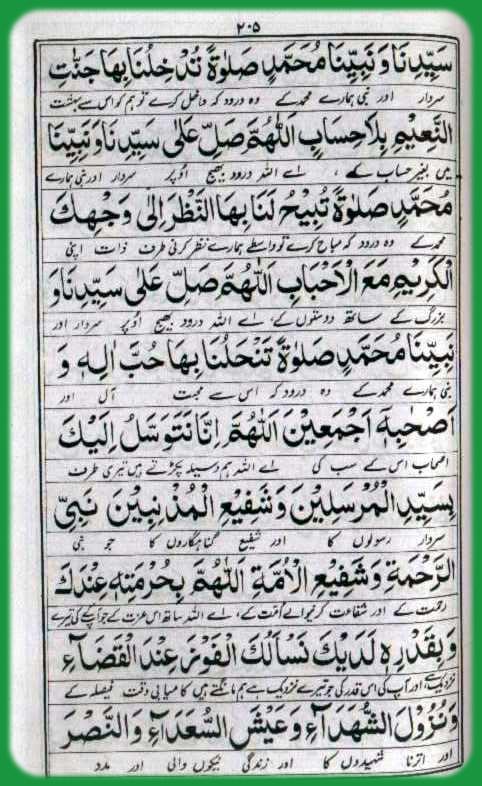 ۲۰۵
سَيِّدِنَا وَنَبِيِّنَا مُحَمَّدٍ صَلٰوةً تُدْخِلُنَا بِهَا جَنّٰتِ
سردار اور نبی ہمارے محمد کے وہ درود کہ داخل کرے تو ہم کو اس سے بہشت
النَّعِيْمِ بِلَا حِسَابٍ اَللّٰهُمَّ صَلِّ عَلٰى سَيِّدِنَا وَنَبِيِّنَا
میں بغیر حساب کے ، اے اللہ درود بھیج اوپر سردار اور نبی ہمارے
مُحَمَّدٍ صَلٰوةً تُبِيْحُ لَنَا بِهَا النَّظَرَ اِلٰى وَجْهِكَ
محمد کے وہ درود کہ مباح کرے تو واسطے ہمارے نظر کرنی طرف ذات اپنی
الْكَرِيْمِ مَعَ الْاَحْبَابِ اَللّٰهُمَّ صَلِّ عَلٰى سَيِّدِنَا وَ
بزرگ کے ساتھ دوستوں کے، اے اللہ درود بھیج اوپر سردار اور
نَبِيِّنَا مُحَمَّدٍ صَلٰوةً تَنْحَلُنَا بِهَا حُبَّ اٰلِهٖ وَ
نبی ہمارے محمد کے وہ درود کہ اس سے محبت آل اور
اَصْحٰبِهٖ اَجْمَعِيْنَ اَللّٰهُمَّ اِنَّا نَتَوَسَّلُ اِلَيْكَ
اصحاب اس کے سب کی اے اللہ ہم وسیلہ پکڑتے ہیں تیری طرف
بِسَيِّدِ الْمُرْسَلِيْنَ وَشَفِيْعِ الْمُذْنِبِيْنَ نَبِيِّ
سردار رسولوں کا اور شفیع گناہگاروں کا جو نبی
الرَّحْمَةِ وَشَفِيْعِ الْاُمَّةِ اَللّٰهُمَّ بِحُرْمَتِهٖ عِنْدَكَ
رحمت کے اور شفاعت کرنیوالے امت کے، اے اللہ ساتھ اس عزت کے جو آپ کی تیرے
وَبِقَدْرِهٖ لَدَيْكَ نَسْاَلُكَ الْفَوْزَ عِنْدَ الْقَضَآءِ
نزدیک ہے اور آپ کی اس قدر کی جو تیرے نزدیک ہے ہم مانگتے ہیں کامیابی وقت فیصلہ کے
وَنُزُوْلَ الشُّهَدَآءِ وَعَيْشَ السُّعَدَآءِ وَالنَّصْرَ
اور اترنا شہیدوں کا اور زندگی نیکوں والی اور مدد